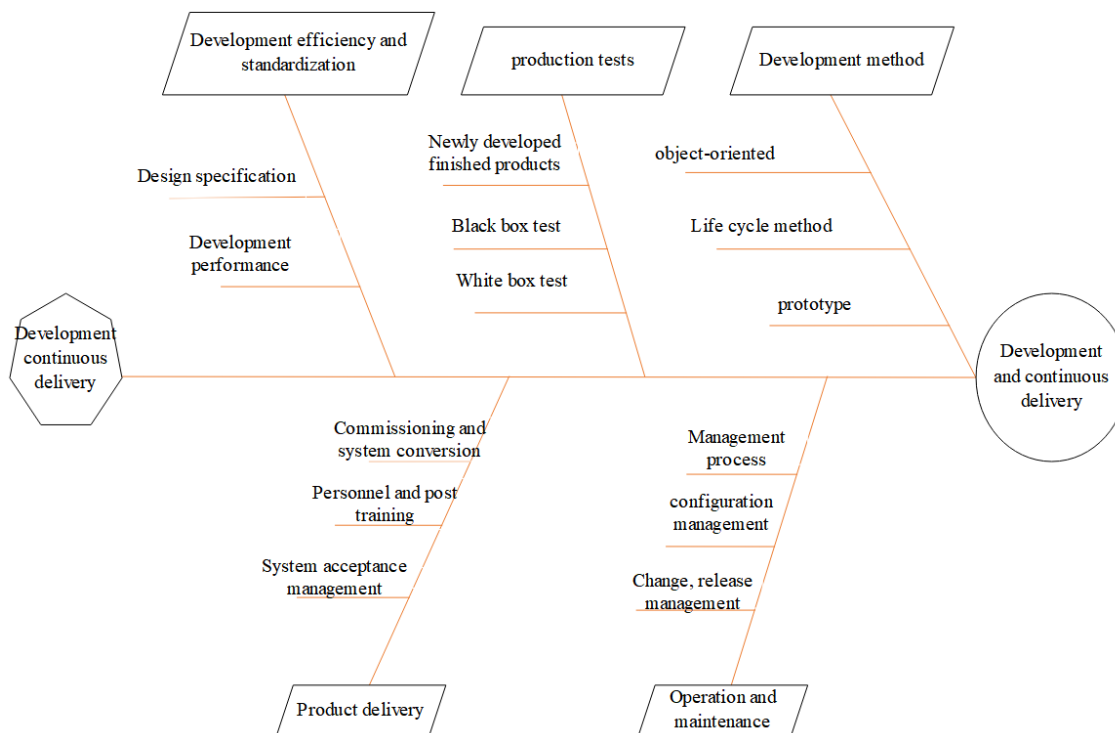 Development efficiency and
standardization
production tests
Development method
Newly developed
finished products
object-oriented
Design specification
Black box test
Life cycle method
Development
performance
White box test
prototype
Development
continuous
delivery
Development
and continuous
delivery
Commissioning and
system conversion
Management
process
Personnel and post
training
configuration
management
System acceptance
management
Change, release
management
Product delivery
Operation and
maintenance